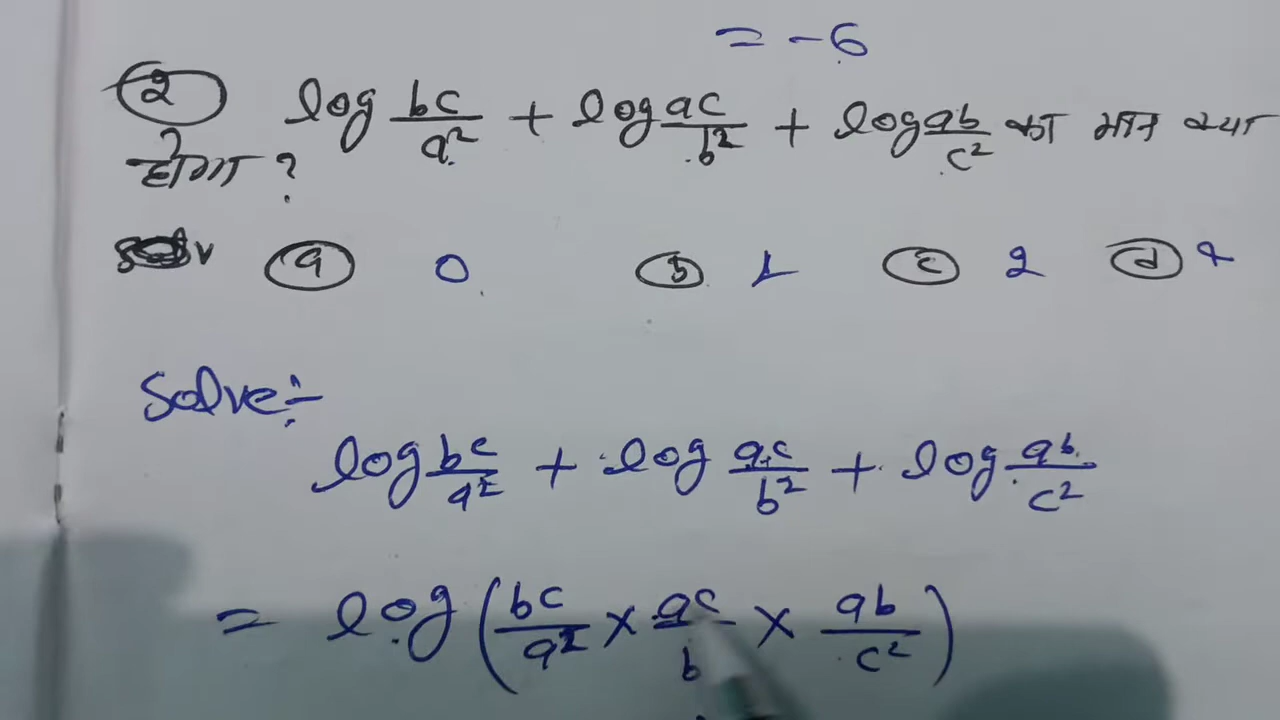 = -6
② log bc/a² + log ac/b² + log ab/c² का मान क्या
होगा ?
ⓐ 0 ⓑ 1 ⓒ 2 ⓓ 4
Solve:-
log bc/a² + log ac/b² + log ab/c²
= log (bc/a² × ac/b × ab/c²)